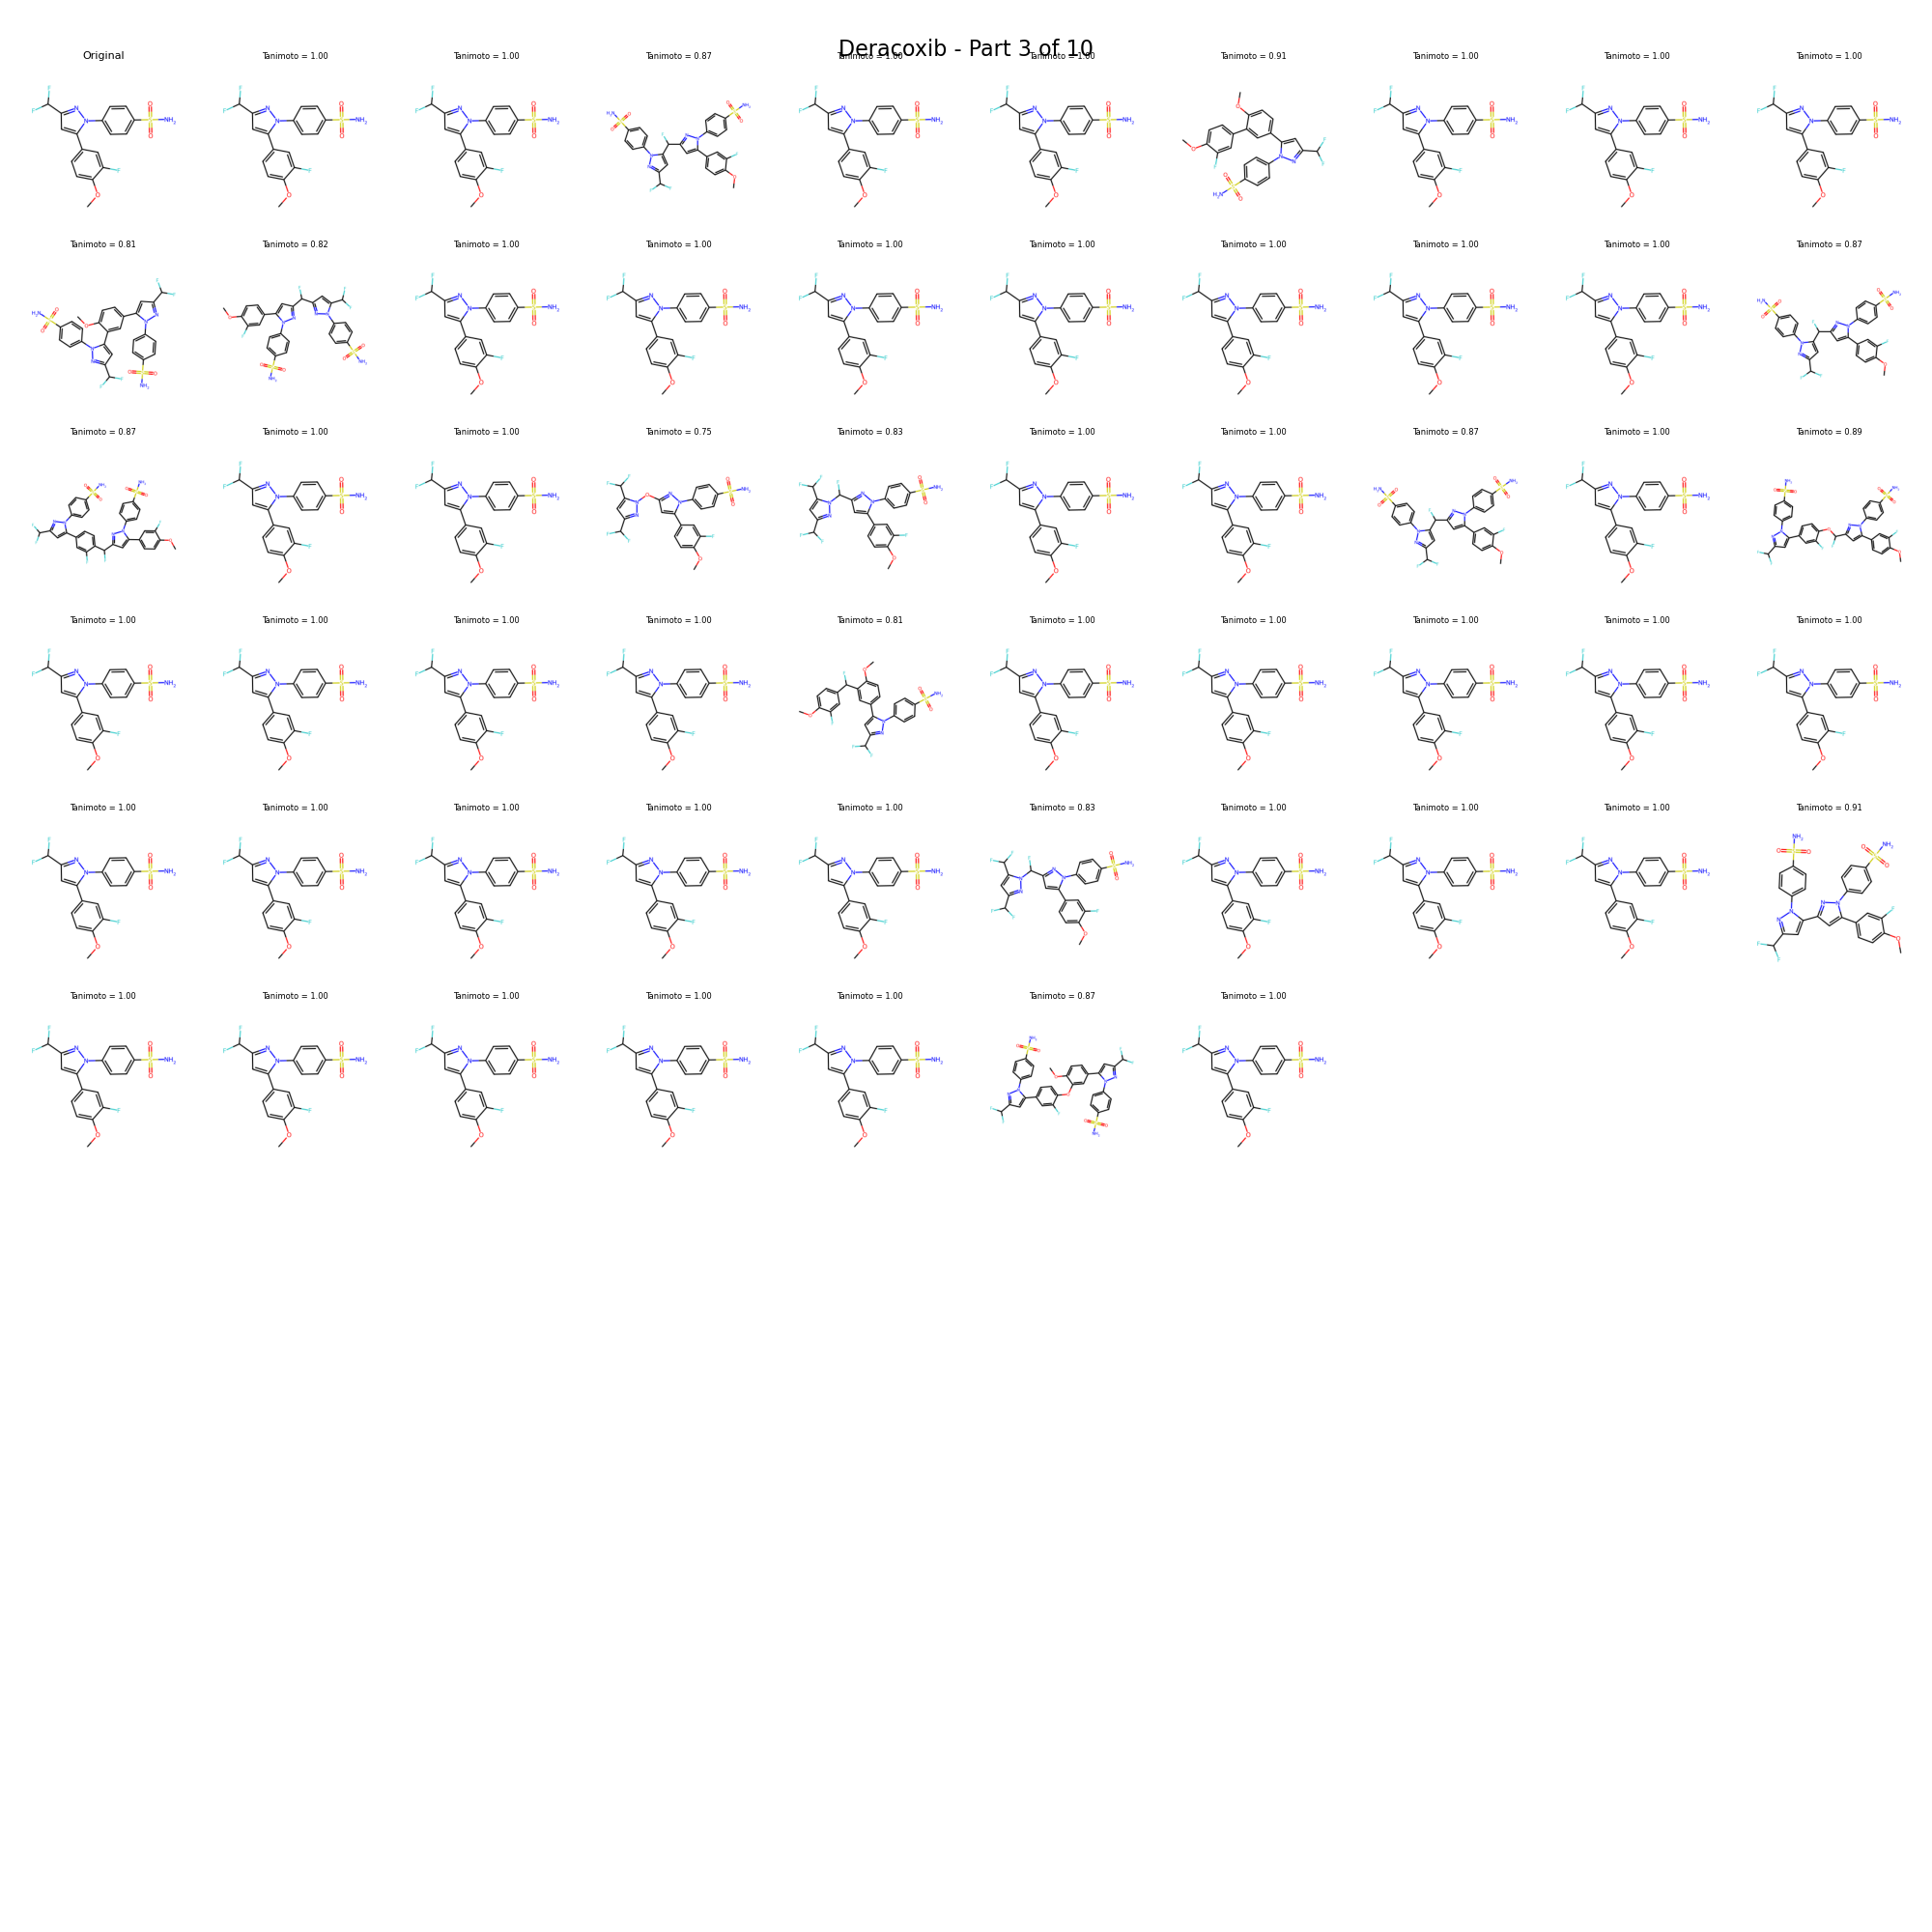 Deracoxib - Part 3 of 10
Original Tanimoto = 1.00 Tanimoto = 1.00 Tanimoto = 0.87 Tanimoto = 1.00 Tanimoto = 1.00 Tanimoto = 0.91 Tanimoto = 1.00 Tanimoto = 1.00 Tanimoto = 1.00
Tanimoto = 0.81 Tanimoto = 0.82 Tanimoto = 1.00 Tanimoto = 1.00 Tanimoto = 1.00 Tanimoto = 1.00 Tanimoto = 1.00 Tanimoto = 1.00 Tanimoto = 1.00 Tanimoto = 0.87
Tanimoto = 0.87 Tanimoto = 1.00 Tanimoto = 1.00 Tanimoto = 0.75 Tanimoto = 0.83 Tanimoto = 1.00 Tanimoto = 1.00 Tanimoto = 0.87 Tanimoto = 1.00 Tanimoto = 0.89
Tanimoto = 1.00 Tanimoto = 1.00 Tanimoto = 1.00 Tanimoto = 1.00 Tanimoto = 0.81 Tanimoto = 1.00 Tanimoto = 1.00 Tanimoto = 1.00 Tanimoto = 1.00 Tanimoto = 1.00
Tanimoto = 1.00 Tanimoto = 1.00 Tanimoto = 1.00 Tanimoto = 1.00 Tanimoto = 1.00 Tanimoto = 0.83 Tanimoto = 1.00 Tanimoto = 1.00 Tanimoto = 1.00 Tanimoto = 0.91
Tanimoto = 1.00 Tanimoto = 1.00 Tanimoto = 1.00 Tanimoto = 1.00 Tanimoto = 1.00 Tanimoto = 0.87 Tanimoto = 1.00